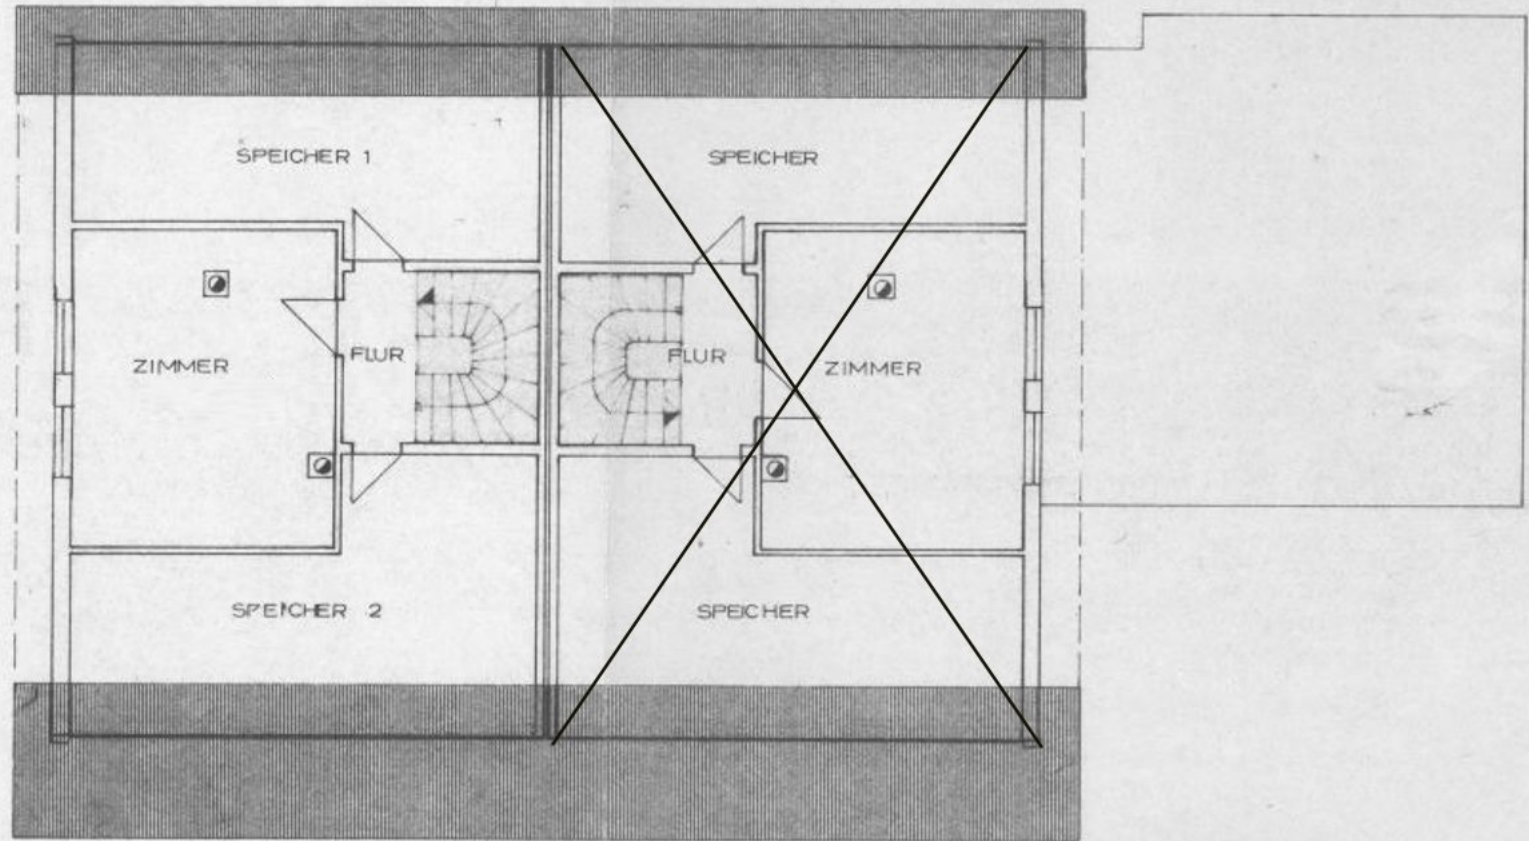 SPEICHER 1
SPEICHER
ZIMMER
FLUR
FLUR
ZIMMER
SPEICHER 2
SPEICHER